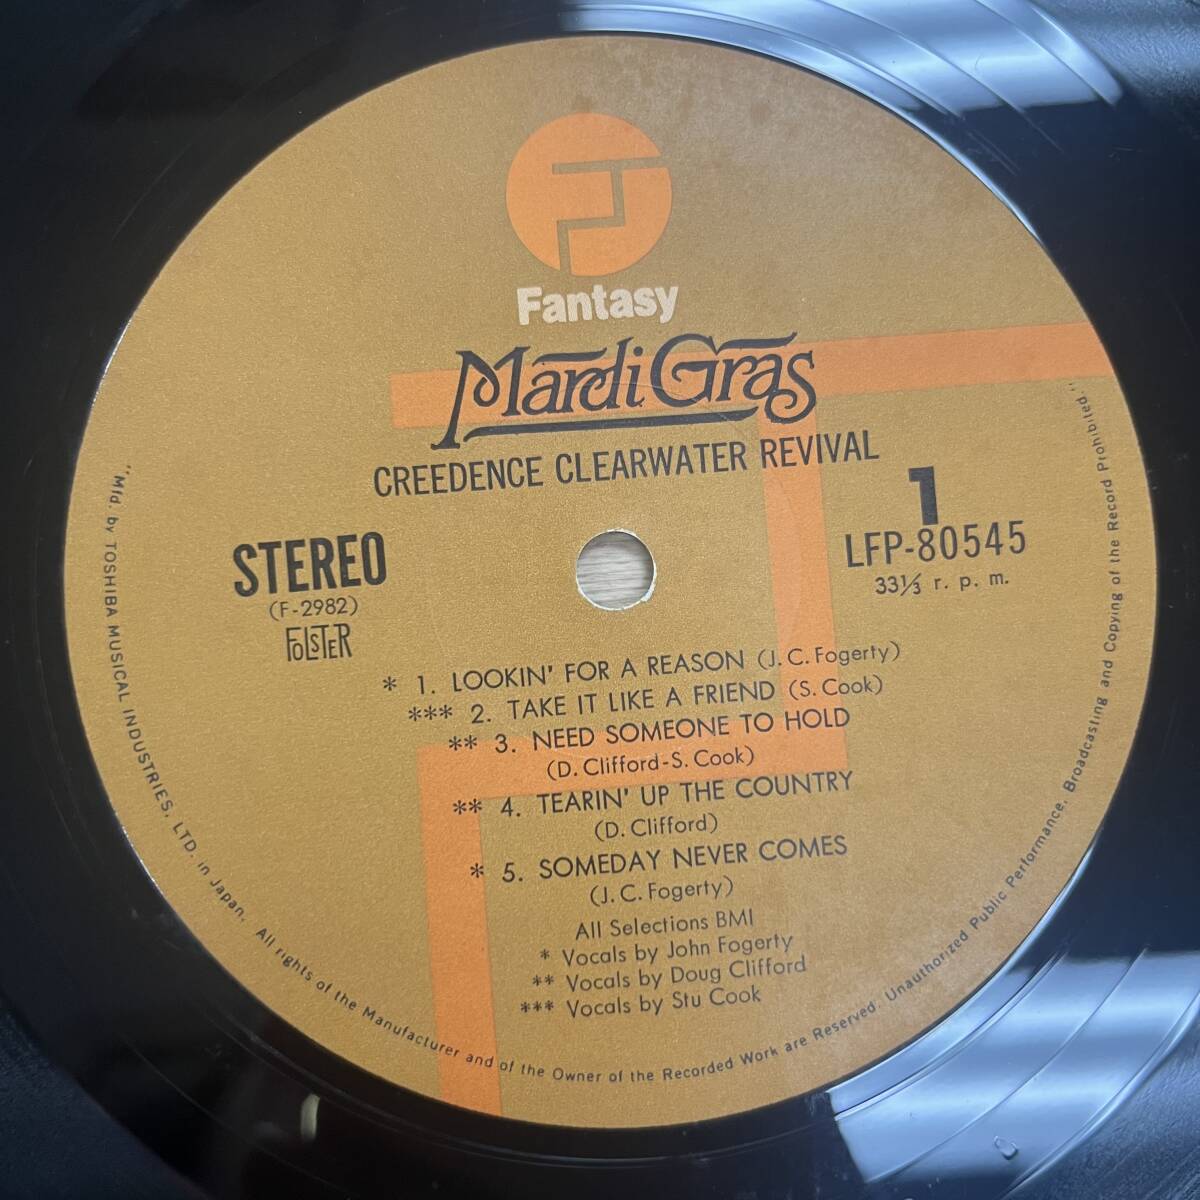 Fantasy
Mardi Gras
CREEDENCE CLEARWATER REVIVAL
1
STEREO
LFP-80545
(F-2982)
33⅓ r. p. m.
FOLSTER
* 1. LOOKIN' FOR A REASON (J. C. Fogerty)
*** 2. TAKE IT LIKE A FRIEND (S. Cook)
** 3. NEED SOMEONE TO HOLD
(D. Clifford-S. Cook)
** 4. TEARIN' UP THE COUNTRY
(D. Clifford)
* 5. SOMEDAY NEVER COMES
(J. C. Fogerty)
All Selections BMI
* Vocals by John Fogerty
** Vocals by Doug Clifford
*** Vocals by Stu Cook
"Mfd. by TOSHIBA MUSICAL INDUSTRIES, LTD. in Japan. All rights of the Manufacturer and of the Owner of the Recorded Work are Reserved. Unauthorized Public Performance, Broadcasting and Copying of the Record Prohibited."